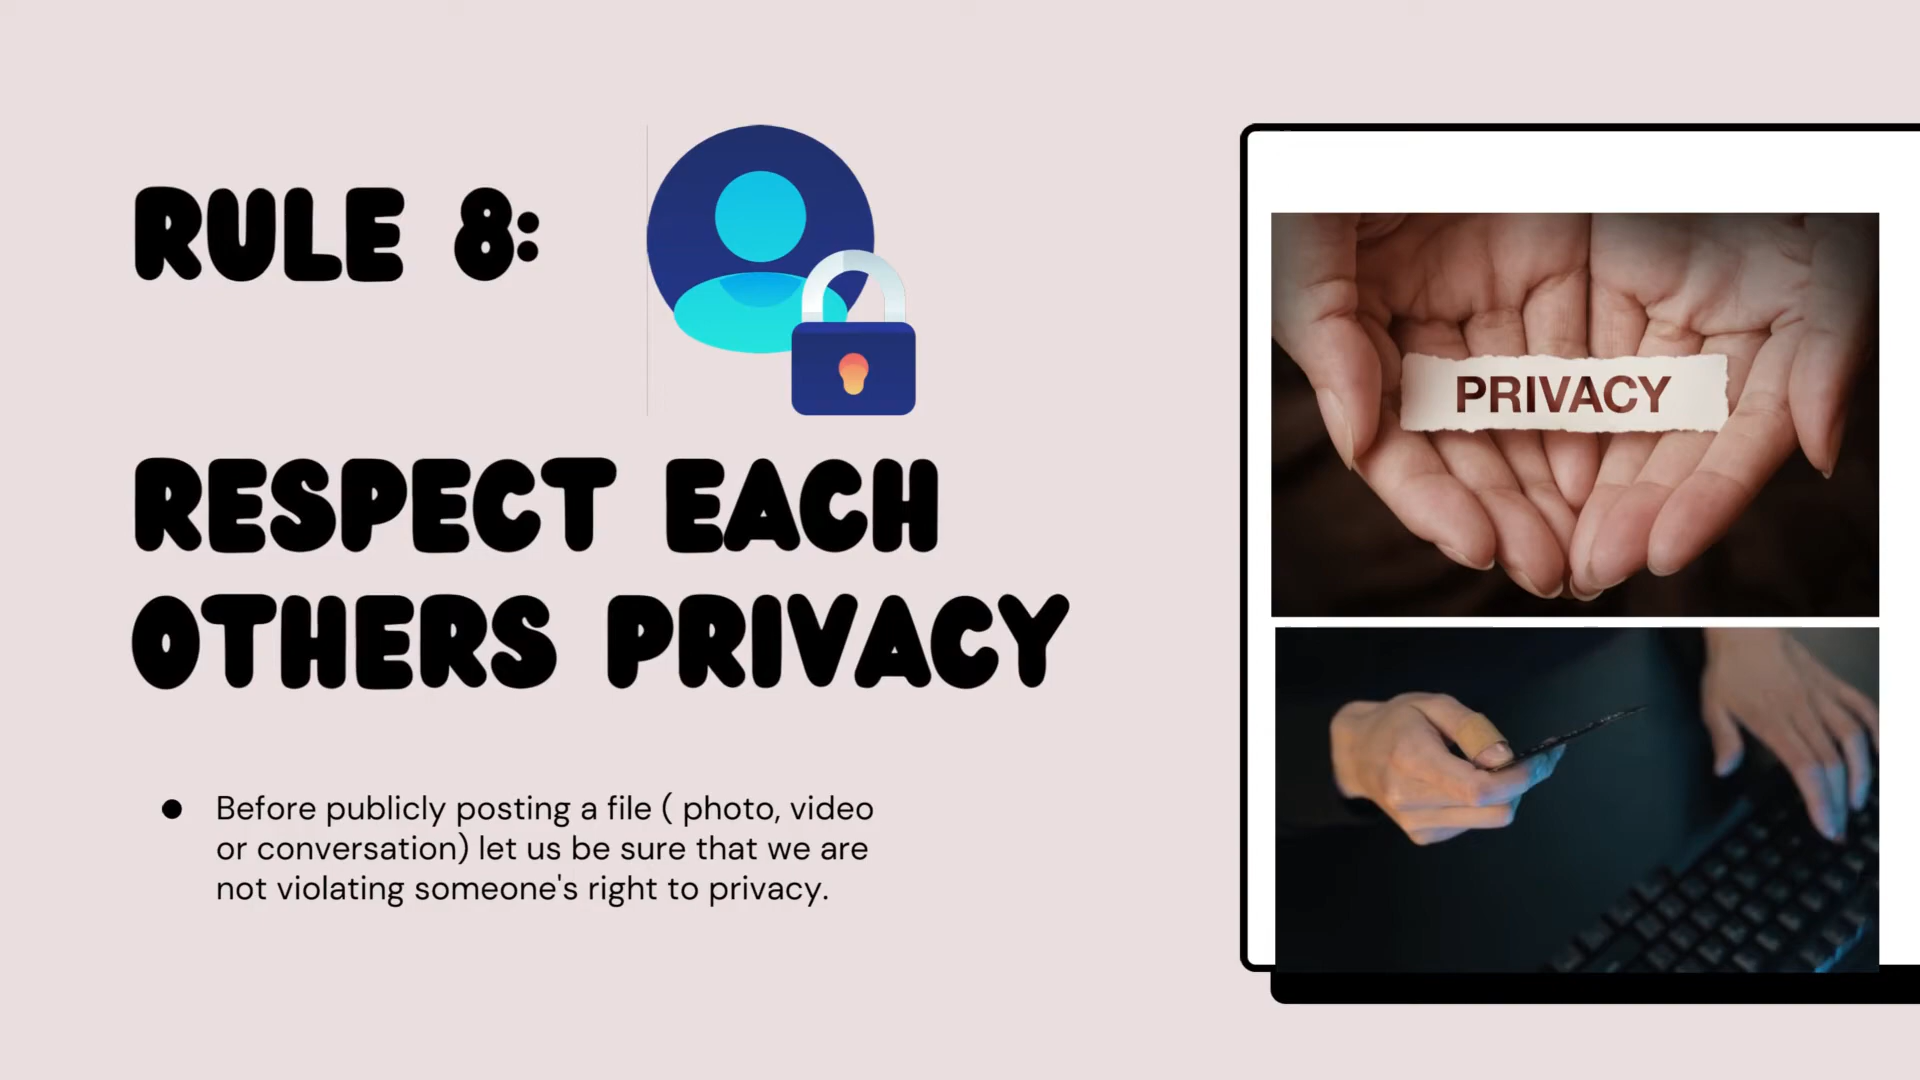 RULE 8:
RESPECT EACH
OTHERS PRIVACY
● Before publicly posting a file ( photo, video
or conversation) let us be sure that we are
not violating someone's right to privacy.
PRIVACY